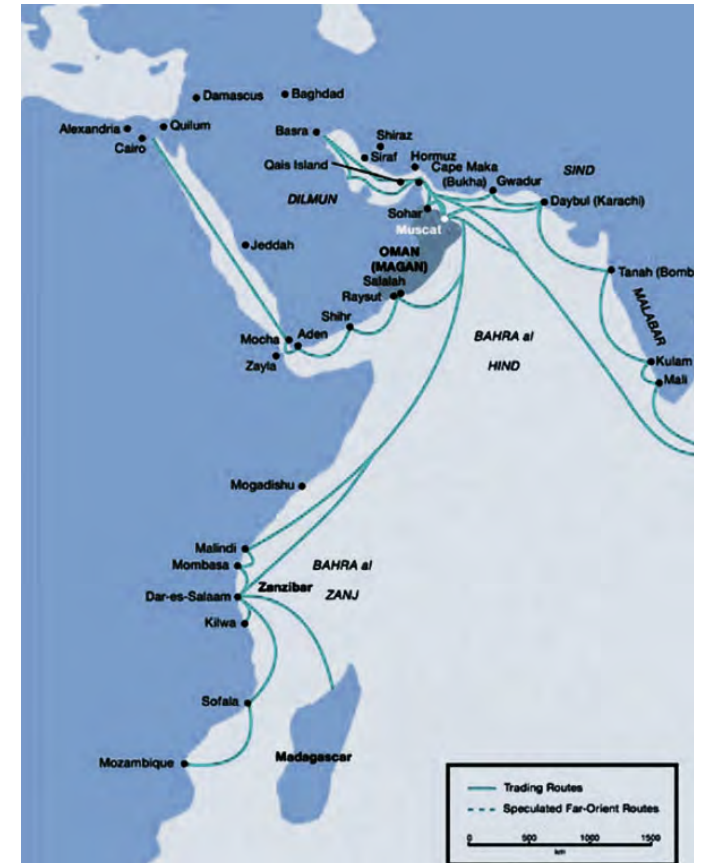 Damascus
Baghdad
Alexandria
Quilum
Cairo
Basra
Shiraz
Siraf
Hormuz
Qais Island
Cape Maka
(Bukha)
Gwadur
SIND
DILMUN
Daybul (Karachi)
Sohar
Muscat
Jeddah
OMAN
(MAGAN)
Salalah
Raysut
Tanah (Bomb
MALABAR
Shihr
Mocha
Aden
Zayla
BAHRA al
HIND
Kulam
Mali
Mogadishu
Malindi
Mombasa
BAHRA al
ZANJ
Zanzibar
Dar-es-Salaam
Kilwa
Sofala
Mozambique
Madagascar
Trading Routes
Speculated Far-Orient Routes
0 500 1000 1500
km